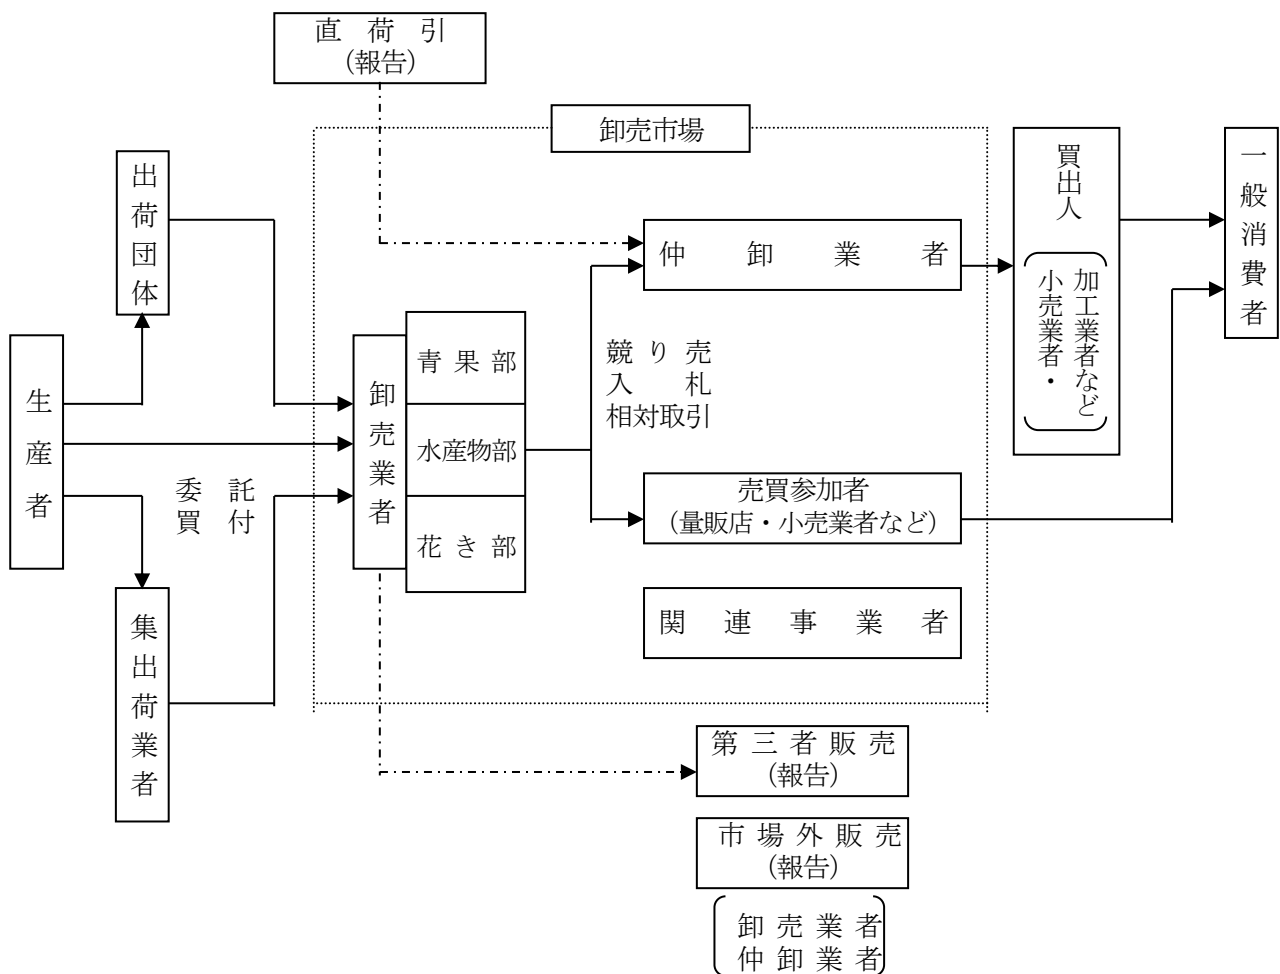 直荷引
（報告）
卸売市場
出荷団体
生産者
委託
買付
集出荷業者
卸売業者
青果部
水産物部
花き部
競り売
入札
相対取引
仲卸業者
売買参加者
（量販店・小売業者など）
関連事業者
買出人
小売業者・
加工業者など
一般消費者
第三者販売
（報告）
市場外販売
（報告）
卸売業者
仲卸業者